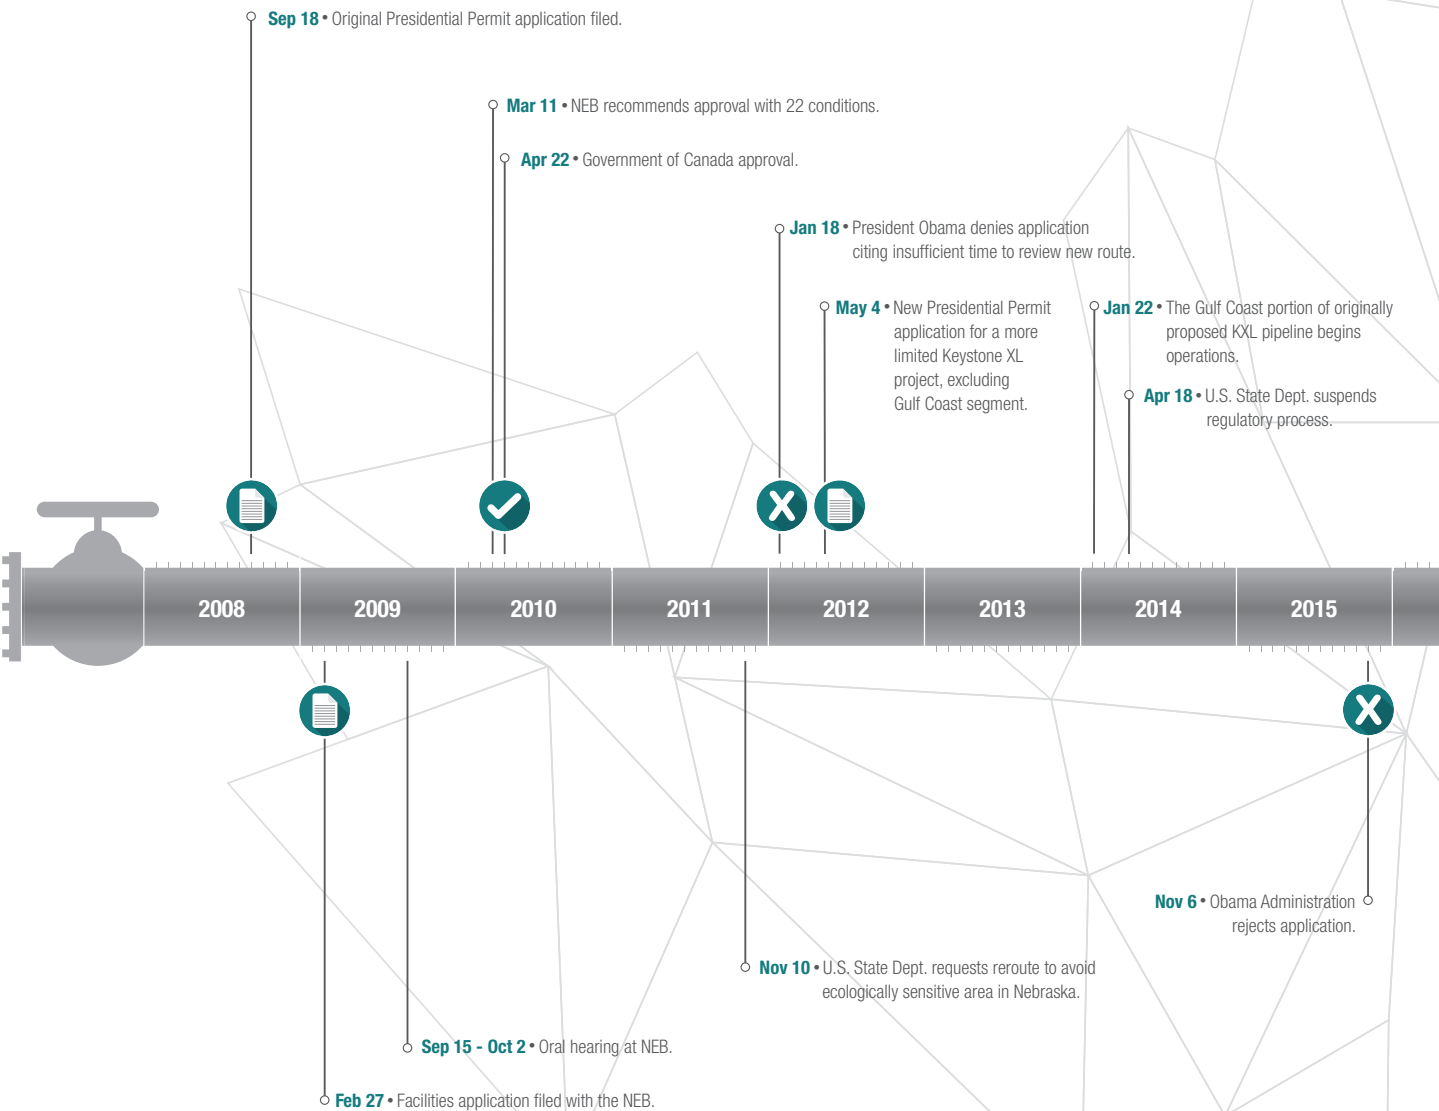 Sep 18 • Original Presidential Permit application filed.
Mar 11 • NEB recommends approval with 22 conditions.
Apr 22 • Government of Canada approval.
Jan 18 • President Obama denies application
citing insufficient time to review new route.
May 4 • New Presidential Permit
application for a more
limited Keystone XL
project, excluding
Gulf Coast segment.
Jan 22 • The Gulf Coast portion of originally
proposed KXL pipeline begins
operations.
Apr 18 • U.S. State Dept. suspends
regulatory process.
2008 2009 2010 2011 2012 2013 2014 2015
Nov 6 • Obama Administration
rejects application.
Nov 10 • U.S. State Dept. requests reroute to avoid
ecologically sensitive area in Nebraska.
Sep 15 - Oct 2 • Oral hearing at NEB.
Feb 27 • Facilities application filed with the NEB.